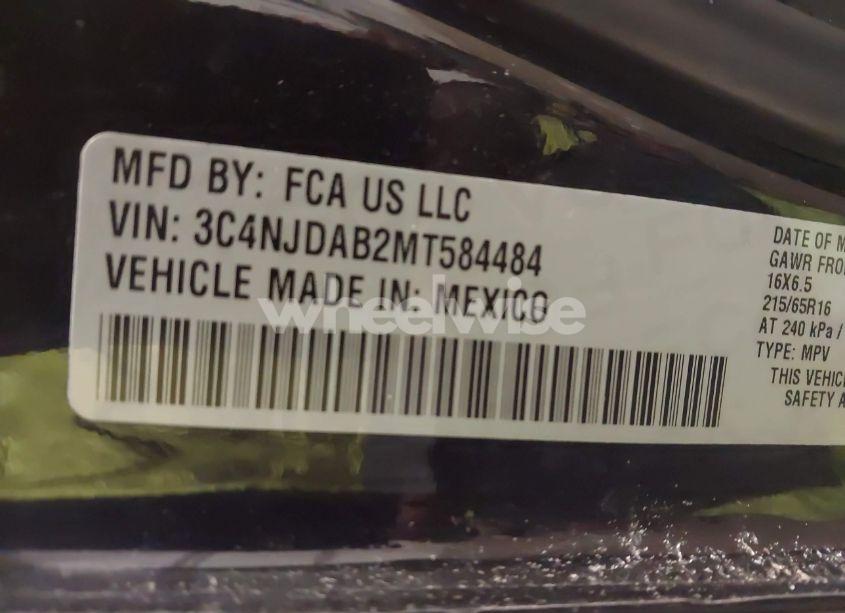 MFD BY: FCA US LLC
VIN: 3C4NJDAB2MT584484
VEHICLE MADE IN: MEXICO
wheelwise
DATE OF M
GAWR FRO
16X6.5
215/65R16
AT 240 kPa /
TYPE: MPV
THIS VEHIC
SAFETY A